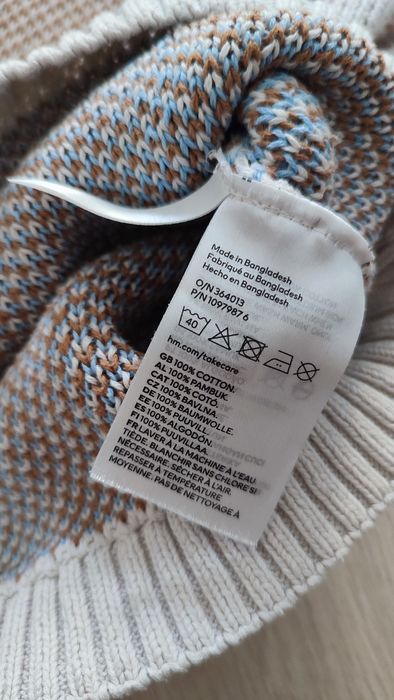 Made in Bangladesh
Fabriqué au Bangladesh
Hecho en Bangladesh
O/N 364013
P/N 1097987 6
40
hm.com/takecare
GB 100% COTTON.
AL 100% PAMBUK.
CAT 100% COTÓ.
CZ 100% BAVLNA.
DE 100% BAUMWOLLE.
EE 100% PUUVILL.
ES 100% ALGODÓN.
FI 100% PUUVILLAA.
FR LAVER À LA MACHINE À L'EAU
TIÈDE. BLANCHIR SANS CHLORE SI
NÉCESSAIRE. SÉCHER À L'AIR.
REPASSER À TEMPÉRATURE
MOYENNE. PAS DE NETTOYAGE À